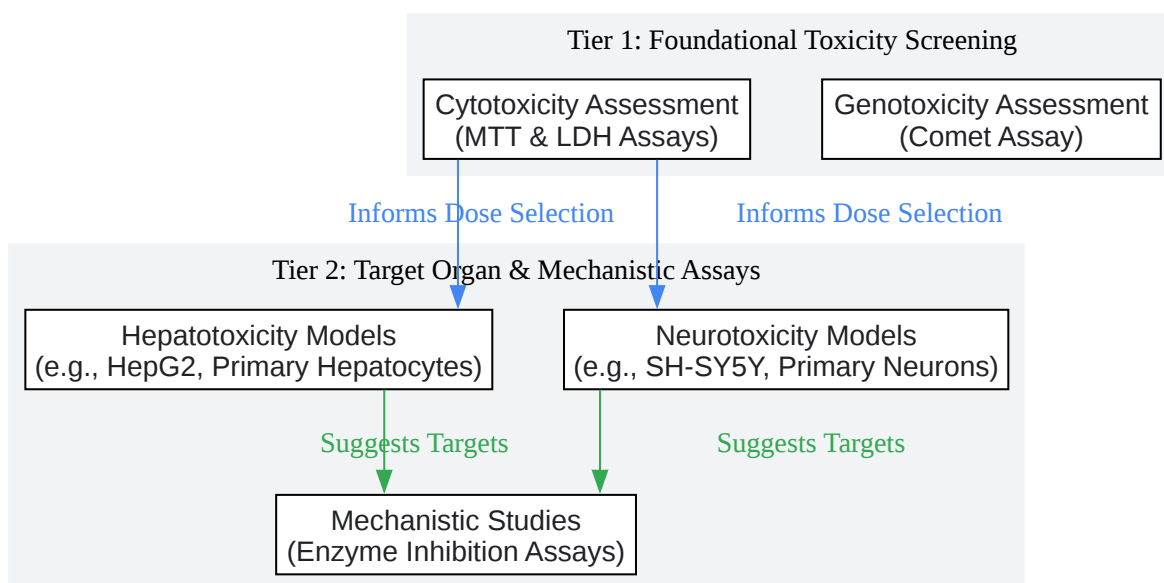 Tier 1: Foundational Toxicity Screening
Cytotoxicity Assessment
(MTT & LDH Assays)
Genotoxicity Assessment
(Comet Assay)
Informs Dose Selection
Informs Dose Selection
Tier 2: Target Organ & Mechanistic Assays
Hepatotoxicity Models
(e.g., HepG2, Primary Hepatocytes)
Neurotoxicity Models
(e.g., SH-SY5Y, Primary Neurons)
Suggests Targets
Suggests Targets
Mechanistic Studies
(Enzyme Inhibition Assays)